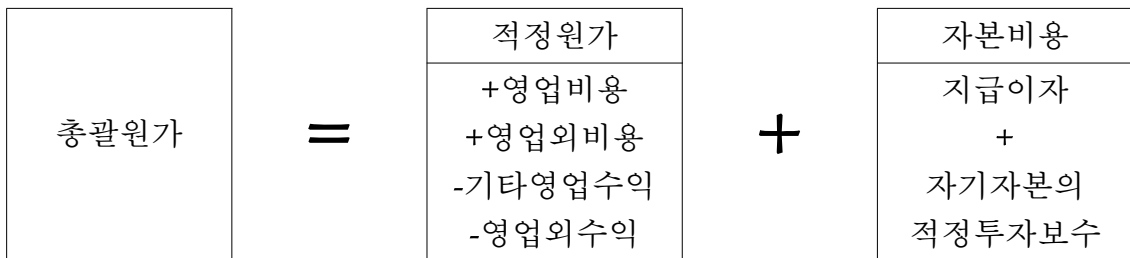 총괄원가
=
적정원가
+영업비용
+영업외비용
-기타영업수익
-영업외수익
+
자본비용
지급이자
+
자기자본의
적정투자보수